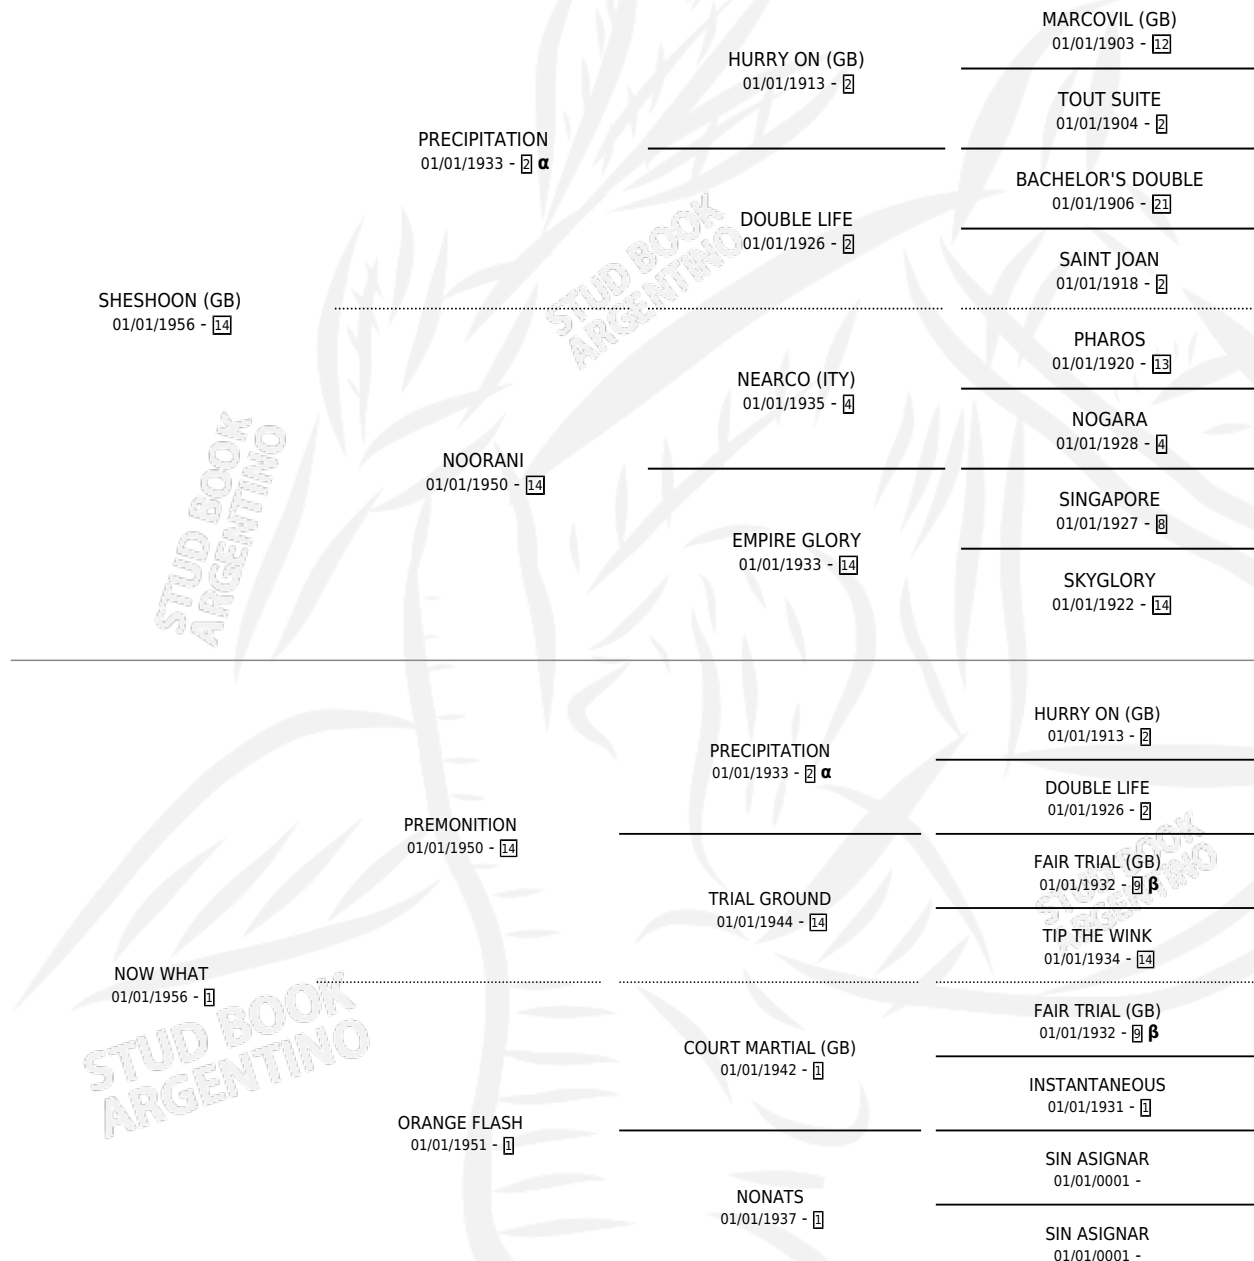 MARCOVIL (GB)
01/01/1903 - 12
HURRY ON (GB)
01/01/1913 - 2
TOUT SUITE
01/01/1904 - 2
PRECIPITATION
01/01/1933 - 2 α
BACHELOR'S DOUBLE
01/01/1906 - 21
DOUBLE LIFE
01/01/1926 - 2
SAINT JOAN
01/01/1918 - 2
SHESHOON (GB)
01/01/1956 - 14
PHAROS
01/01/1920 - 13
NEARCO (ITY)
01/01/1935 - 4
NOGARA
01/01/1928 - 4
NOORANI
01/01/1950 - 14
SINGAPORE
01/01/1927 - 8
EMPIRE GLORY
01/01/1933 - 14
SKYGLORY
01/01/1922 - 14
STUD BOOK
ARGENTINO
STUD BOOK
ARGENTINO
HURRY ON (GB)
01/01/1913 - 2
PRECIPITATION
01/01/1933 - 2 α
DOUBLE LIFE
01/01/1926 - 2
PREMONITION
01/01/1950 - 14
FAIR TRIAL (GB)
01/01/1932 - 9 β
TRIAL GROUND
01/01/1944 - 14
TIP THE WINK
01/01/1934 - 14
NOW WHAT
01/01/1956 - 1
FAIR TRIAL (GB)
01/01/1932 - 9 β
COURT MARTIAL (GB)
01/01/1942 - 1
INSTANTANEOUS
01/01/1931 - 1
ORANGE FLASH
01/01/1951 - 1
SIN ASIGNAR
01/01/0001 -
NONATS
01/01/1937 - 1
SIN ASIGNAR
01/01/0001 -
STUD BOOK
ARGENTINO
STUD BOOK
ARGENTINO